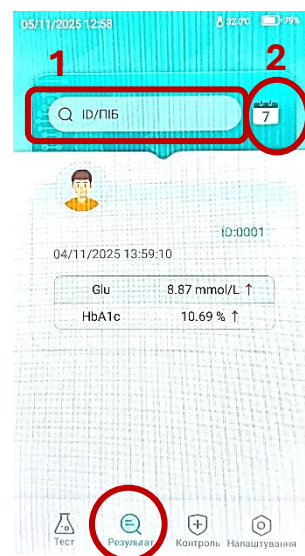 05/11/2025 12:58 32.0°C 79%
1 2
ID/ПІБ 7
ID:0001
04/11/2025 13:59:10
Glu 8.87 mmol/L ↑
HbA1c 10.69 % ↑
Тест Результат Контроль Налаштування